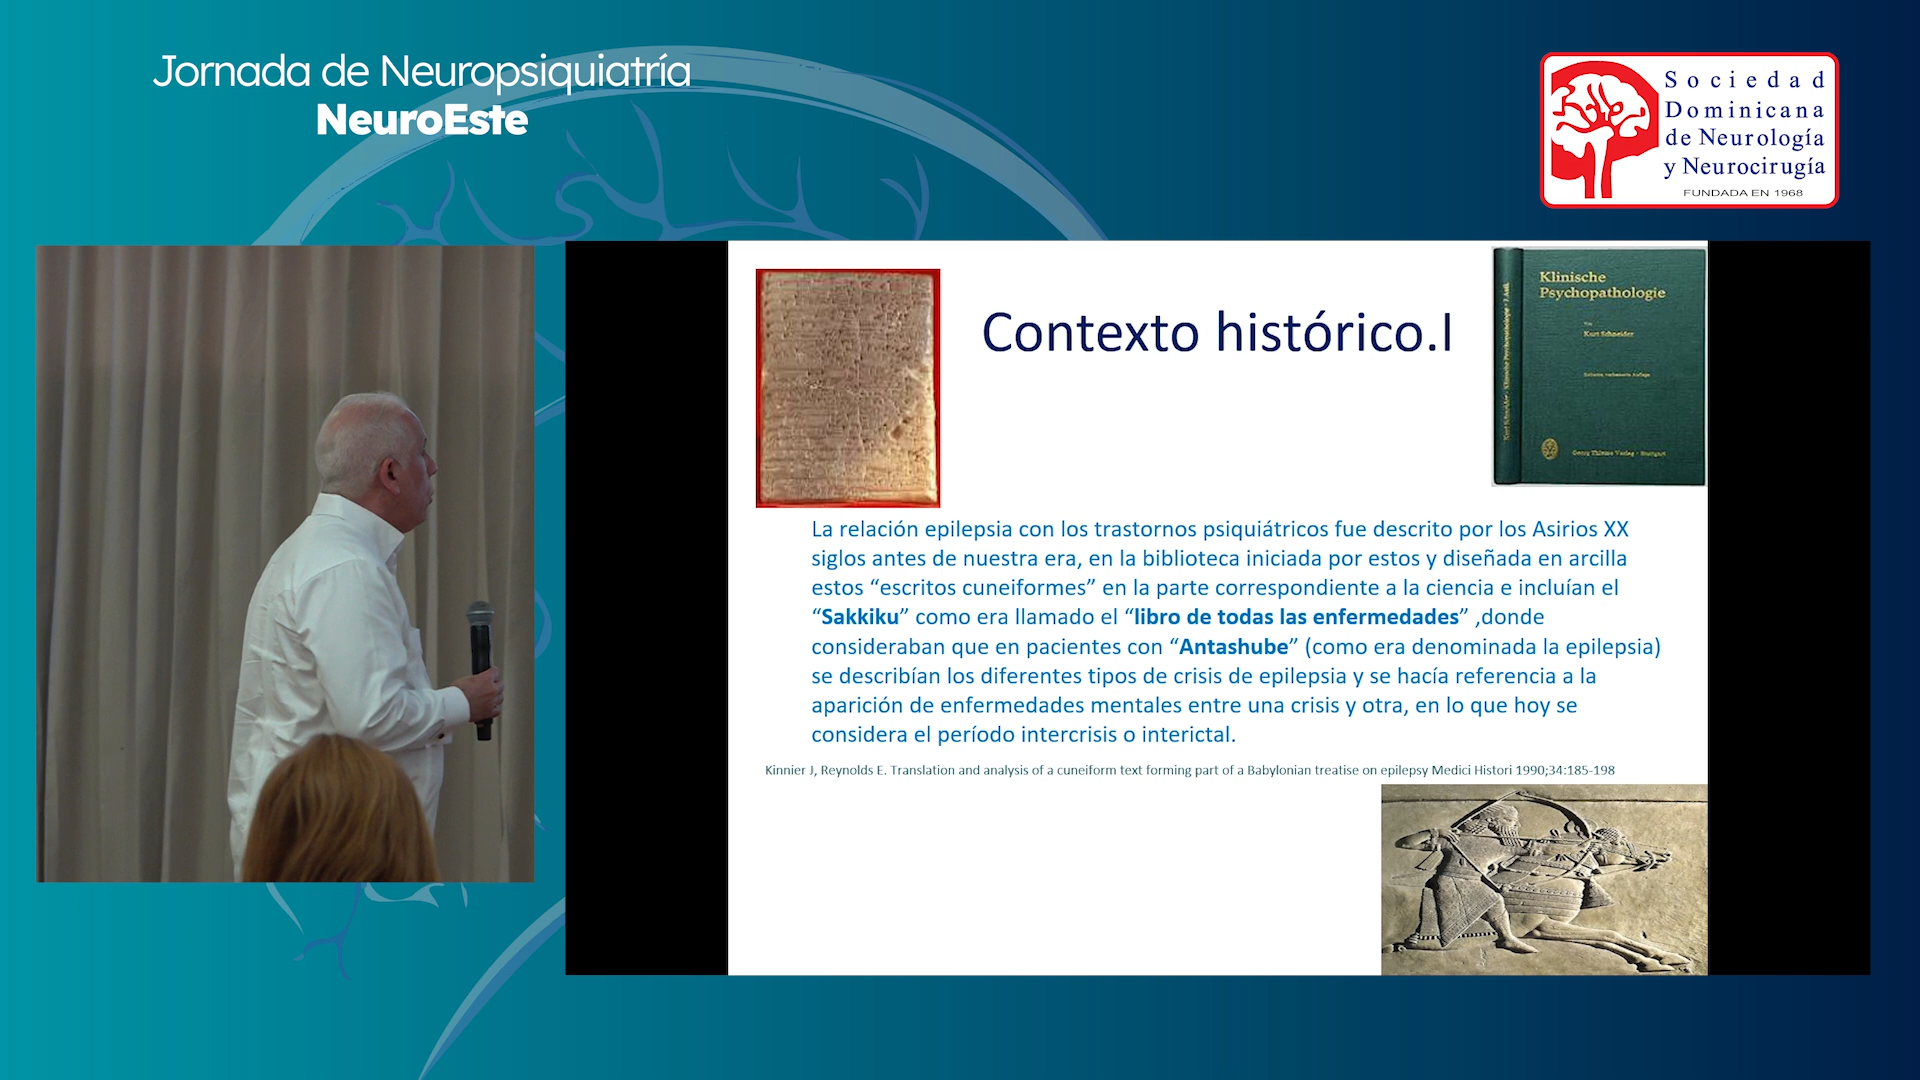 Jornada de Neuropsiquiatría
NeuroEste
Sociedad
Dominicana
de Neurología
y Neurocirugía
FUNDADA EN 1968
Contexto histórico.I
Klinische
Psychopathologie
Von
Kurt Schneider
Georg Thieme Verlag · Stuttgart
La relación epilepsia con los trastornos psiquiátricos fue descrito por los Asirios XX
siglos antes de nuestra era, en la biblioteca iniciada por estos y diseñada en arcilla
estos “escritos cuneiformes” en la parte correspondiente a la ciencia e incluían el
“Sakkiku” como era llamado el “libro de todas las enfermedades” ,donde
consideraban que en pacientes con “Antashube” (como era denominada la epilepsia)
se describían los diferentes tipos de crisis de epilepsia y se hacía referencia a la
aparición de enfermedades mentales entre una crisis y otra, en lo que hoy se
considera el período intercrisis o interictal.
Kinnier J, Reynolds E. Translation and analysis of a cuneiform text forming part of a Babylonian treatise on epilepsy Medici Histori 1990;34:185-198